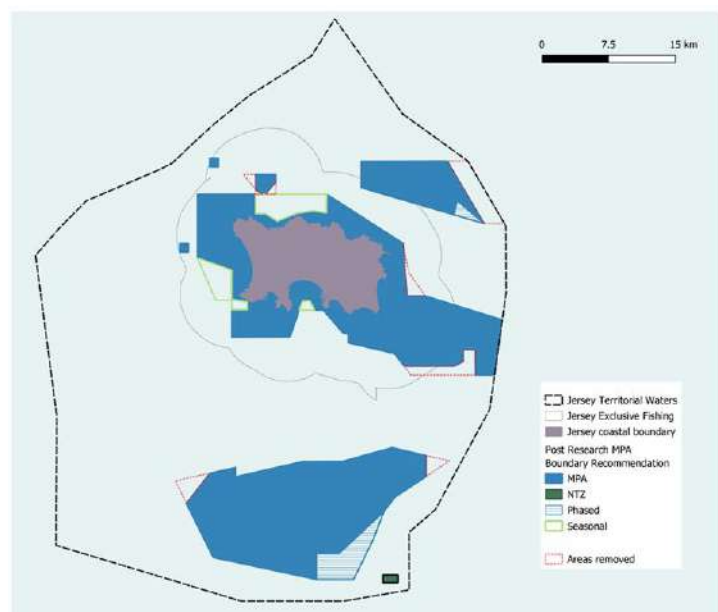 0 7.5 15 km
Jersey Territorial Waters
Jersey Exclusive Fishing
Jersey coastal boundary
Post Research MPA
Boundary Recommendation
MPA
NTZ
Phased
Seasonal
Areas removed